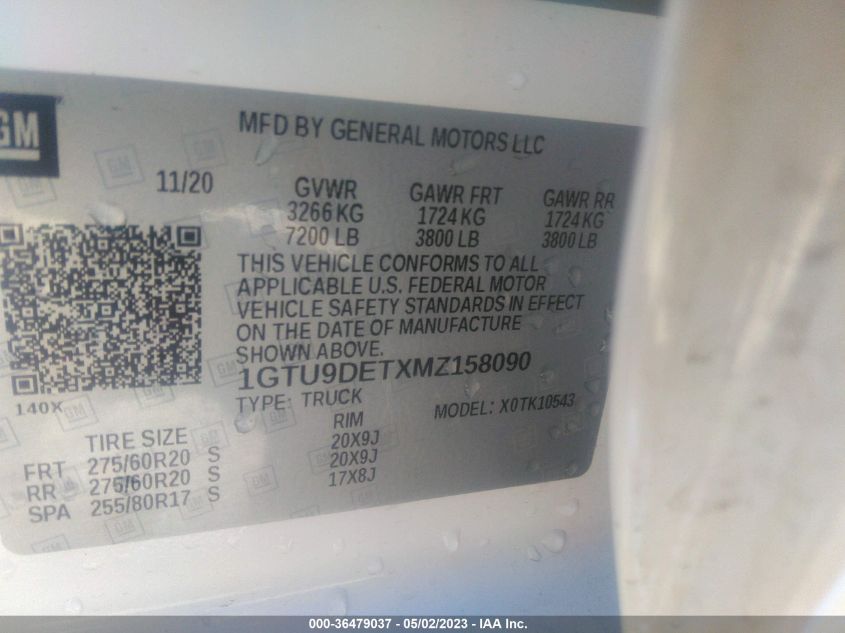 GM
MFD BY GENERAL MOTORS LLC
11/20 GVWR GAWR FRT GAWR RR
3266 KG 1724 KG 1724 KG
7200 LB 3800 LB 3800 LB
THIS VEHICLE CONFORMS TO ALL
APPLICABLE U.S. FEDERAL MOTOR
VEHICLE SAFETY STANDARDS IN EFFECT
ON THE DATE OF MANUFACTURE
SHOWN ABOVE.
1GTU9DETXMZ158090
140X TYPE: TRUCK MODEL: X0TK10543
TIRE SIZE RIM
FRT 275/60R20 S 20X9J
RR 275/60R20 S 20X9J
SPA 255/80R17 S 17X8J
000-36479037 - 05/02/2023 - IAA Inc.